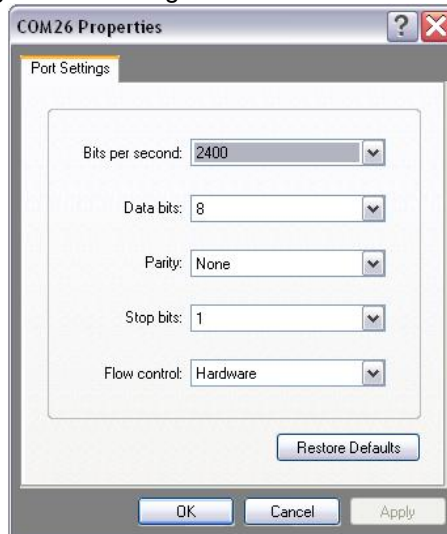 COM26 Properties
Port Settings
Bits per second: 2400
Data bits: 8
Parity: None
Stop bits: 1
Flow control: Hardware
Restore Defaults
OK Cancel Apply